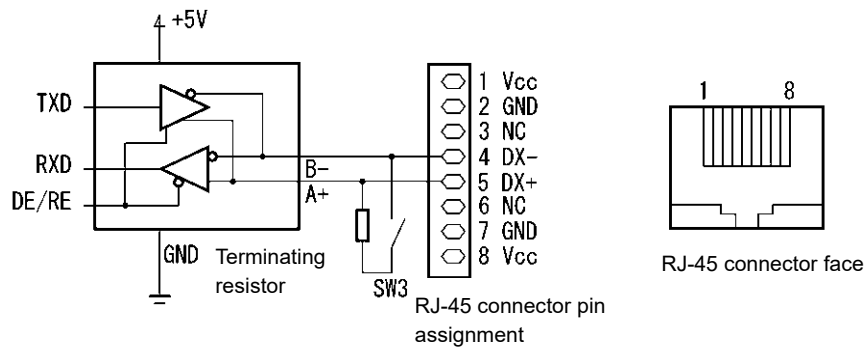 +5V
TXD
RXD
DE/RE
B-
A+
GND
Terminating
resistor
SW3
1 Vcc
2 GND
3 NC
4 DX-
5 DX+
6 NC
7 GND
8 Vcc
RJ-45 connector pin
assignment
1 8
RJ-45 connector face